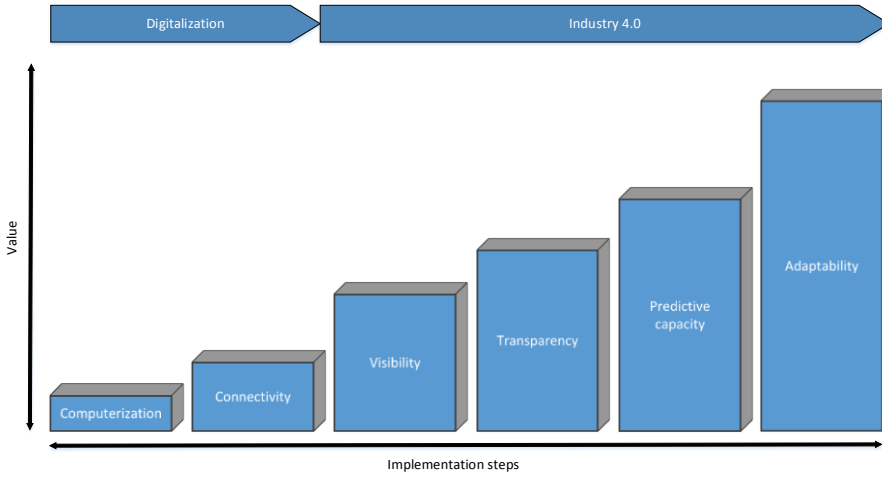 Digitalization
Industry 4.0
Value
Computerization
Connectivity
Visibility
Transparency
Predictive
capacity
Adaptability
Implementation steps